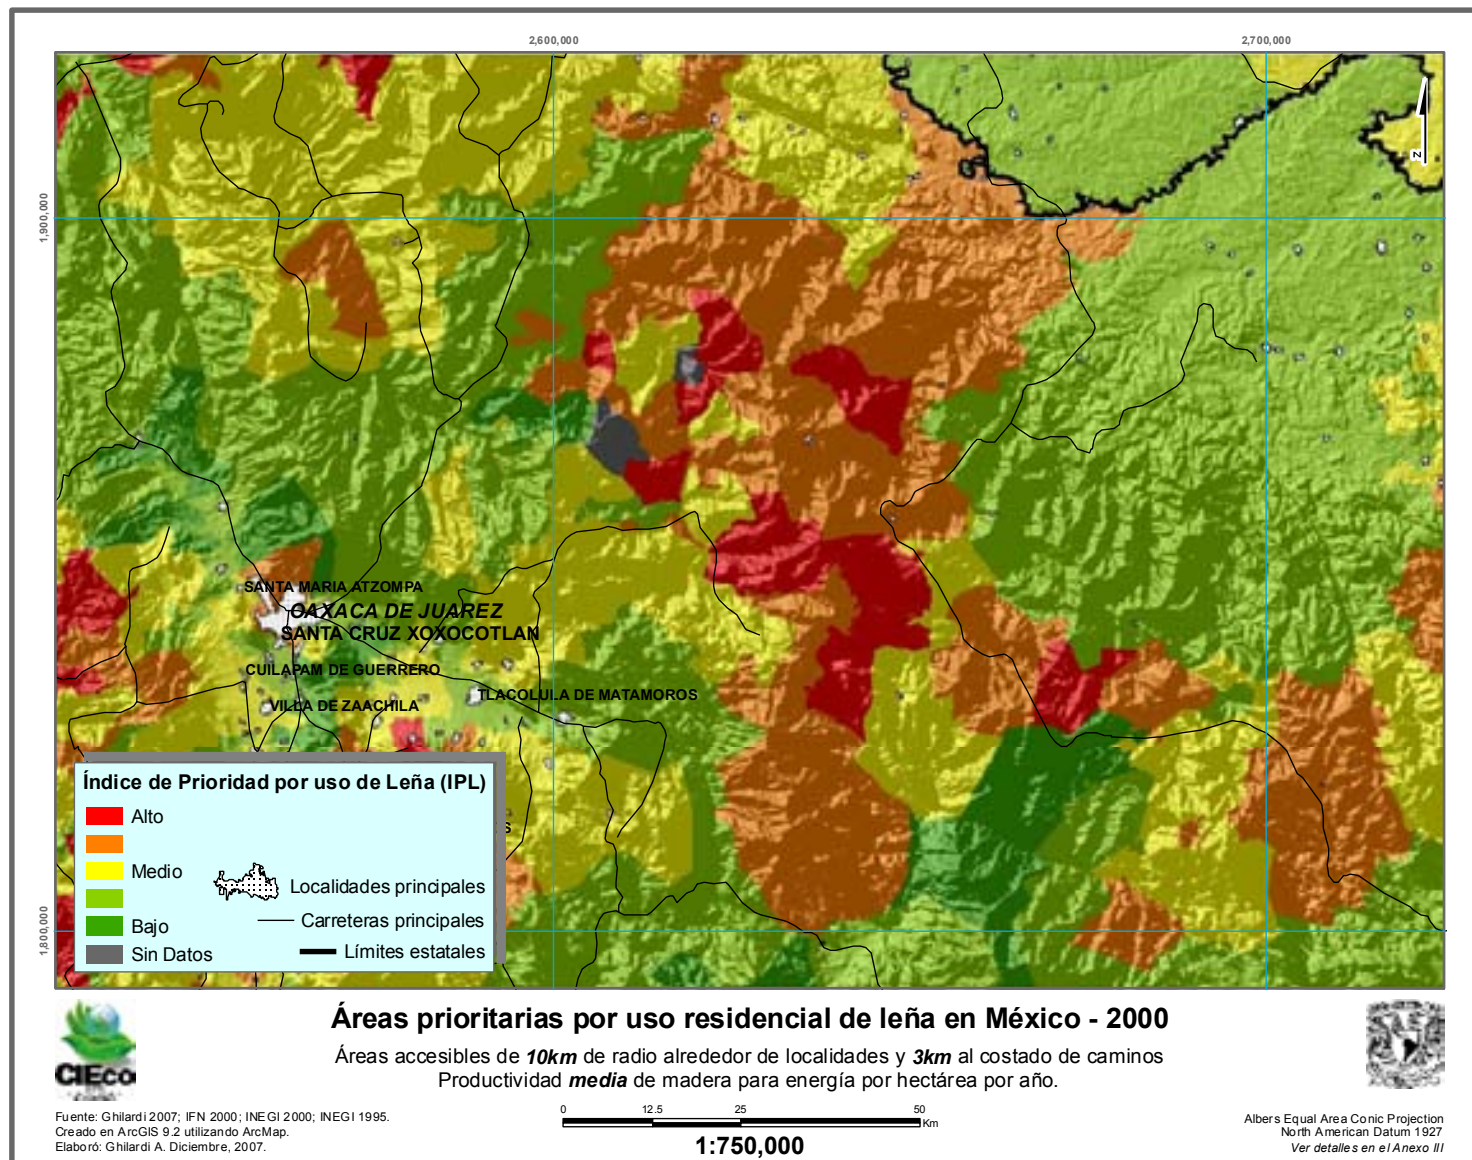 2,600,000
2,700,000
1,900,000
1,800,000
N
SANTA MARIA ATZOMPA
OAXACA DE JUAREZ
SANTA CRUZ XOXOCOTLAN
CUILAPAM DE GUERRERO
TLACOLULA DE MATAMOROS
VILLA DE ZAACHILA
S
Índice de Prioridad por uso de Leña (IPL)
Alto
Medio
Bajo
Sin Datos
Localidades principales
Carreteras principales
Límites estatales
CIEco
Áreas prioritarias por uso residencial de leña en México - 2000
Áreas accesibles de 10km de radio alrededor de localidades y 3km al costado de caminos
Productividad media de madera para energía por hectárea por año.
Fuente: Ghilardi 2007; IFN 2000; INEGI 2000; INEGI 1995.
Creado en ArcGIS 9.2 utilizando ArcMap.
Elaboró: Ghilardi A. Diciembre, 2007.
0 12.5 25 50
Km
1:750,000
Albers Equal Area Conic Projection
North American Datum 1927
Ver detalles en el Anexo III